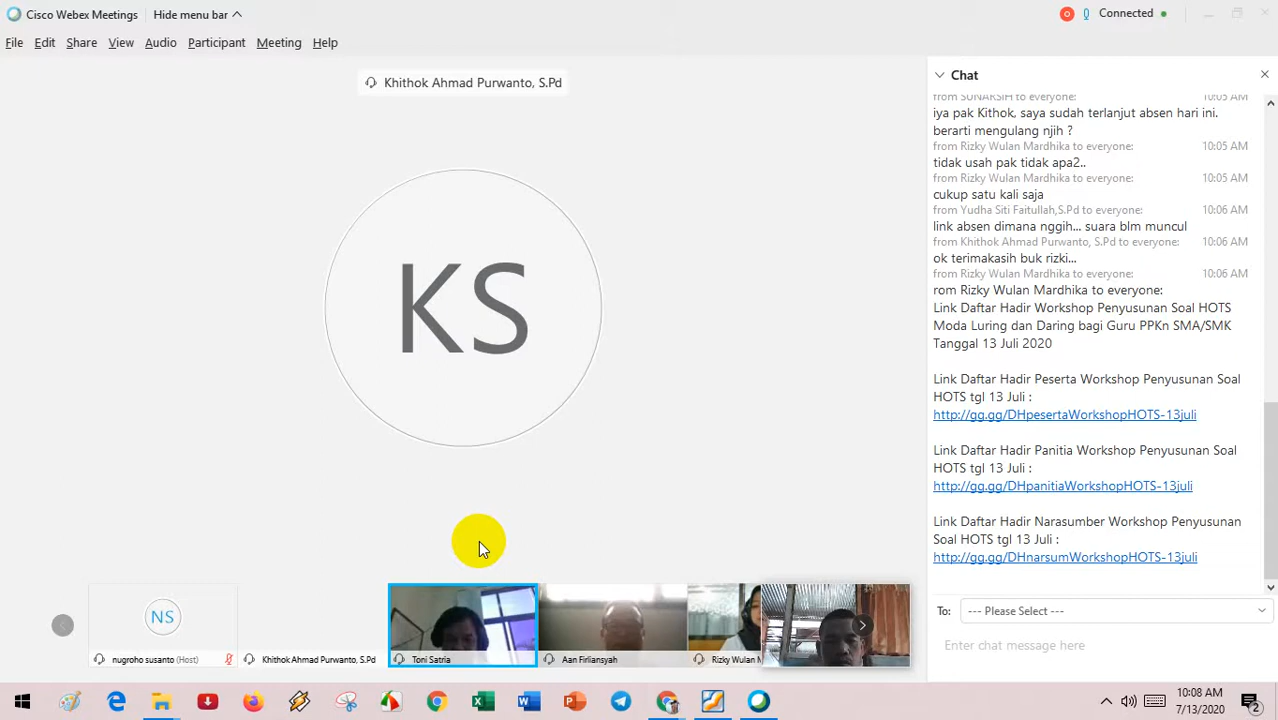 Cisco Webex Meetings Hide menu bar
Connected
File Edit Share View Audio Participant Meeting Help
Khithok Ahmad Purwanto, S.Pd
KS
NS
nugroho susanto (Host)
Khithok Ahmad Purwanto, S.Pd
Toni Satria
Aan Firliansyah
Rizky Wulan M
Chat
from SUNARSIH to everyone: 10:05 AM
iya pak Kithok, saya sudah terlanjut absen hari ini.
berarti mengulang njih ?
from Rizky Wulan Mardhika to everyone: 10:05 AM
tidak usah pak tidak apa2..
from Rizky Wulan Mardhika to everyone: 10:05 AM
cukup satu kali saja
from Yudha Siti Faitullah,S.Pd to everyone: 10:06 AM
link absen dimana nggih... suara blm muncul
from Khithok Ahmad Purwanto, S.Pd to everyone: 10:06 AM
ok terimakasih buk rizki...
from Rizky Wulan Mardhika to everyone: 10:06 AM
rom Rizky Wulan Mardhika to everyone:
Link Daftar Hadir Workshop Penyusunan Soal HOTS
Moda Luring dan Daring bagi Guru PPKn SMA/SMK
Tanggal 13 Juli 2020
Link Daftar Hadir Peserta Workshop Penyusunan Soal
HOTS tgl 13 Juli :
http://gg.gg/DHpesertaWorkshopHOTS-13juli
Link Daftar Hadir Panitia Workshop Penyusunan Soal
HOTS tgl 13 Juli :
http://gg.gg/DHpanitiaWorkshopHOTS-13juli
Link Daftar Hadir Narasumber Workshop Penyusunan
Soal HOTS tgl 13 Juli :
http://gg.gg/DHnarsumWorkshopHOTS-13juli
To: --- Please Select ---
Enter chat message here
10:08 AM
7/13/2020
2